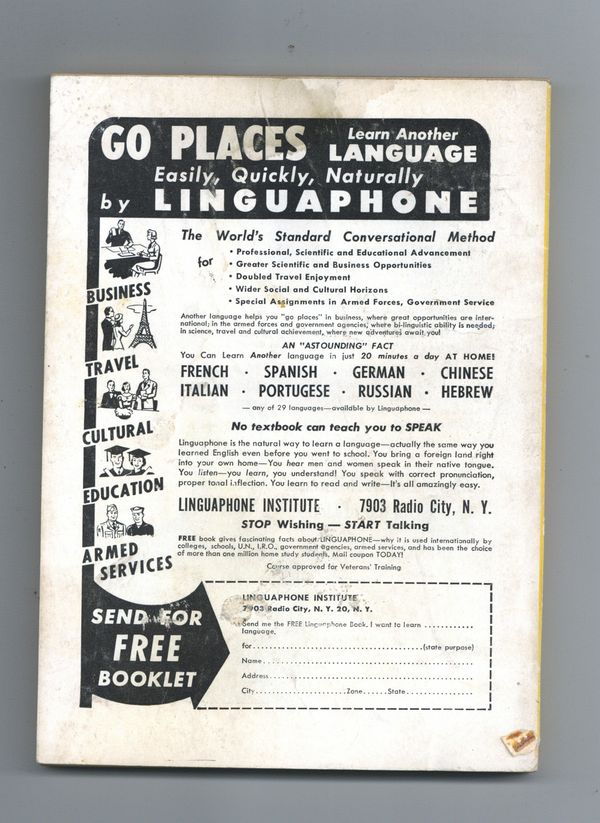 GO PLACES Learn Another LANGUAGE
Easily, Quickly, Naturally
by LINGUAPHONE
The World's Standard Conversational Method
for
• Professional, Scientific and Educational Advancement
• Greater Scientific and Business Opportunities
• Doubled Travel Enjoyment
• Wider Social and Cultural Horizons
• Special Assignments in Armed Forces, Government Service
BUSINESS
TRAVEL
CULTURAL
EDUCATION
ARMED SERVICES
Another language helps you "go places" in business, where great opportunities are inter-
national; in the armed forces and government agencies, where bi-linguistic ability is needed;
in science, travel and cultural achievement, where new adventures await you!
AN "ASTOUNDING" FACT
You Can Learn Another language in just 20 minutes a day AT HOME!
FRENCH · SPANISH · GERMAN · CHINESE
ITALIAN · PORTUGESE · RUSSIAN · HEBREW
— any of 29 languages—available by Linguaphone —
No textbook can teach you to SPEAK
Linguaphone is the natural way to learn a language—actually the same way you
learned English even before you went to school. You bring a foreign land right
into your own home—You hear men and women speak in their native tongue.
You listen—you learn, you understand! You speak with correct pronunciation,
proper tonal inflection. You learn to read and write—It's all amazingly easy.
LINGUAPHONE INSTITUTE · 7903 Radio City, N. Y.
STOP Wishing — START Talking
FREE book gives fascinating facts about LINGUAPHONE—why it is used internationally by
colleges, schools, U.N., I.R.O., government agencies, armed services, and has been the choice
of more than one million home study students. Mail coupon TODAY!
Course approved for Veterans' Training
SEND FOR
FREE
BOOKLET
LINGUAPHONE INSTITUTE
7903 Radio City, N. Y. 20, N. Y.
Send me the FREE Linguaphone Book. I want to learn ............
language,
for..................................................(state purpose)
Name..................................................
Address..................................................
City.........................Zone......State....................